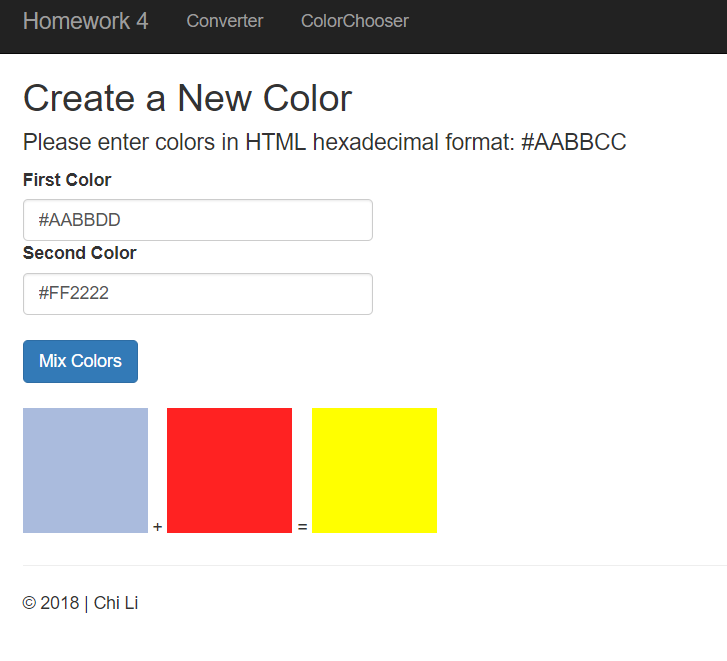 Homework 4 Converter ColorChooser
Create a New Color
Please enter colors in HTML hexadecimal format: #AABBCC
First Color
#AABBDD
Second Color
#FF2222
Mix Colors
+ =
© 2018 | Chi Li